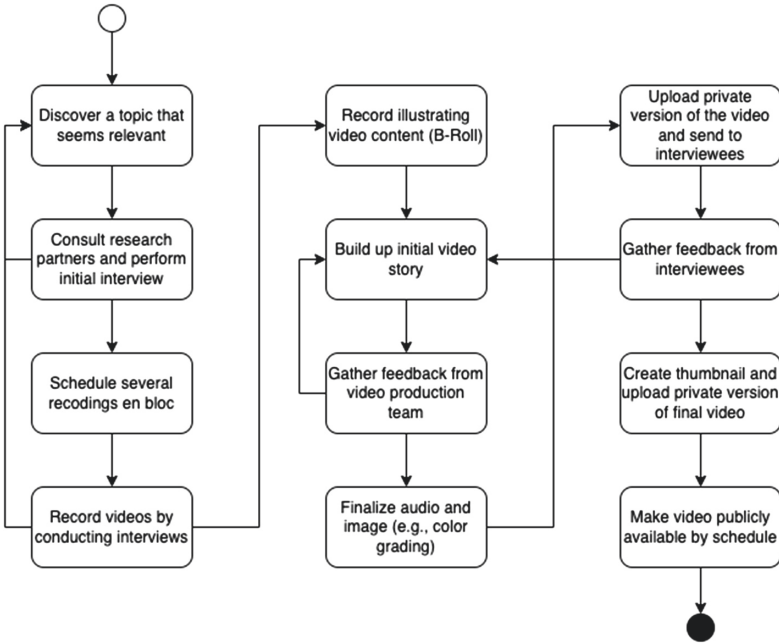 Discover a topic that
seems relevant
Consult research
partners and perform
initial interview
Schedule several
recodings en bloc
Record videos by
conducting interviews
Record illustrating
video content (B-Roll)
Build up initial video
story
Gather feedback from
video production
team
Finalize audio and
image (e.g., color
grading)
Upload private
version of the video
and send to
interviewees
Gather feedback from
interviewees
Create thumbnail and
upload private version
of final video
Make video publicly
available by schedule